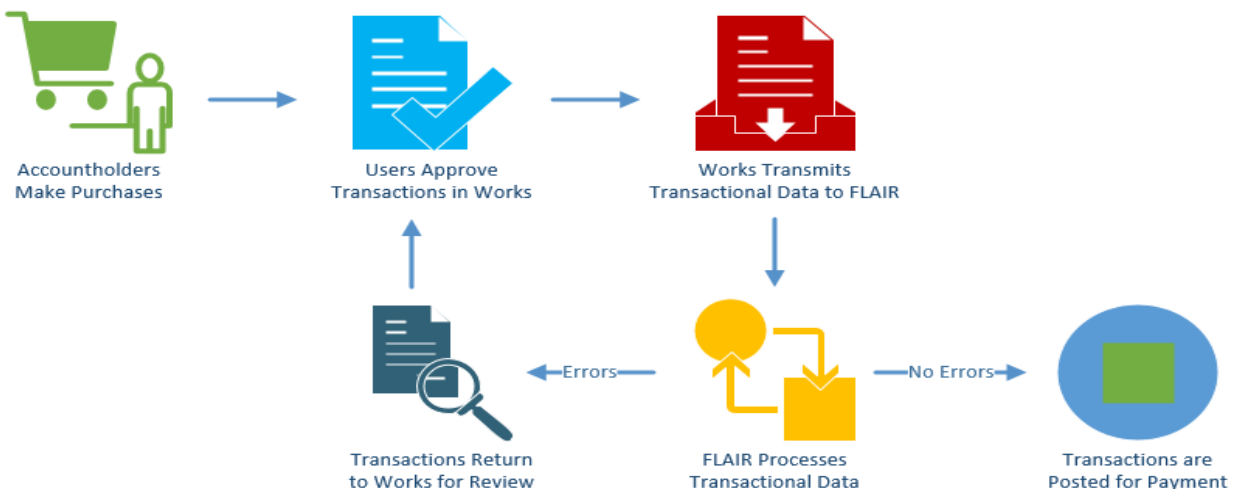 Accountholders
Make Purchases
Users Approve
Transactions in Works
Works Transmits
Transactional Data to FLAIR
Errors
No Errors
Transactions Return
to Works for Review
FLAIR Processes
Transactional Data
Transactions are
Posted for Payment